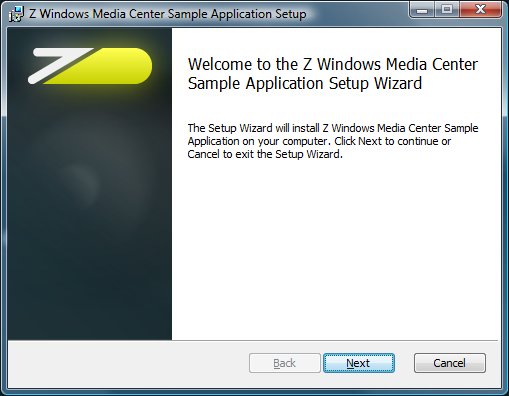 Z Windows Media Center Sample Application Setup
Welcome to the Z Windows Media Center
Sample Application Setup Wizard
The Setup Wizard will install Z Windows Media Center Sample
Application on your computer. Click Next to continue or
Cancel to exit the Setup Wizard.
Back Next Cancel